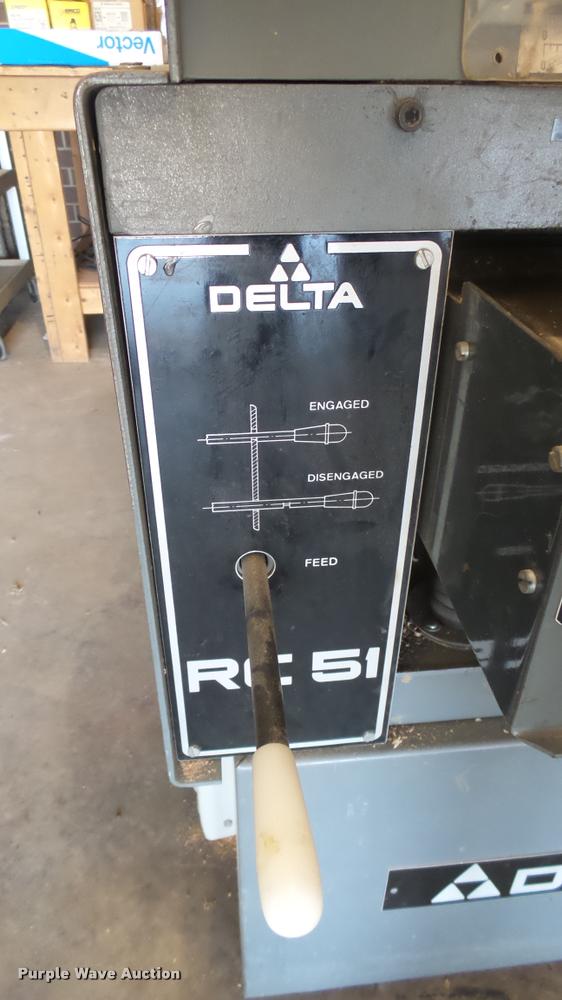 Vector
DELTA
ENGAGED
DISENGAGED
FEED
RC 51
D
Purple Wave Auction